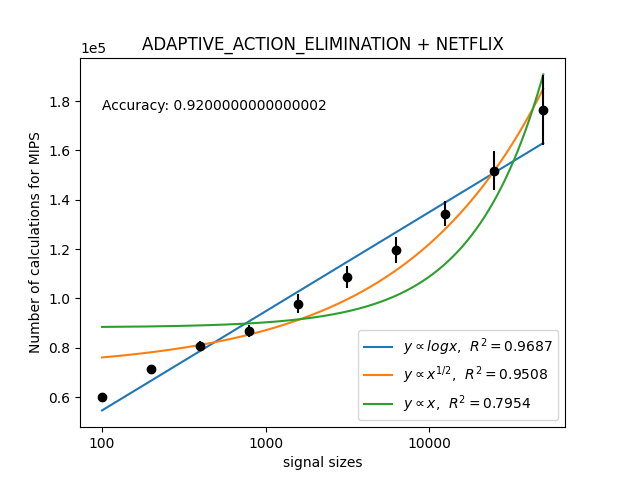 ADAPTIVE_ACTION_ELIMINATION + NETFLIX
1e5
Accuracy: 0.9200000000000002
Number of calculations for MIPS
1.8
1.6
1.4
1.2
1.0
0.8
0.6
y ∝ logx, R² = 0.9687
y ∝ x^{1/2}, R² = 0.9508
y ∝ x, R² = 0.7954
100 1000 10000
signal sizes